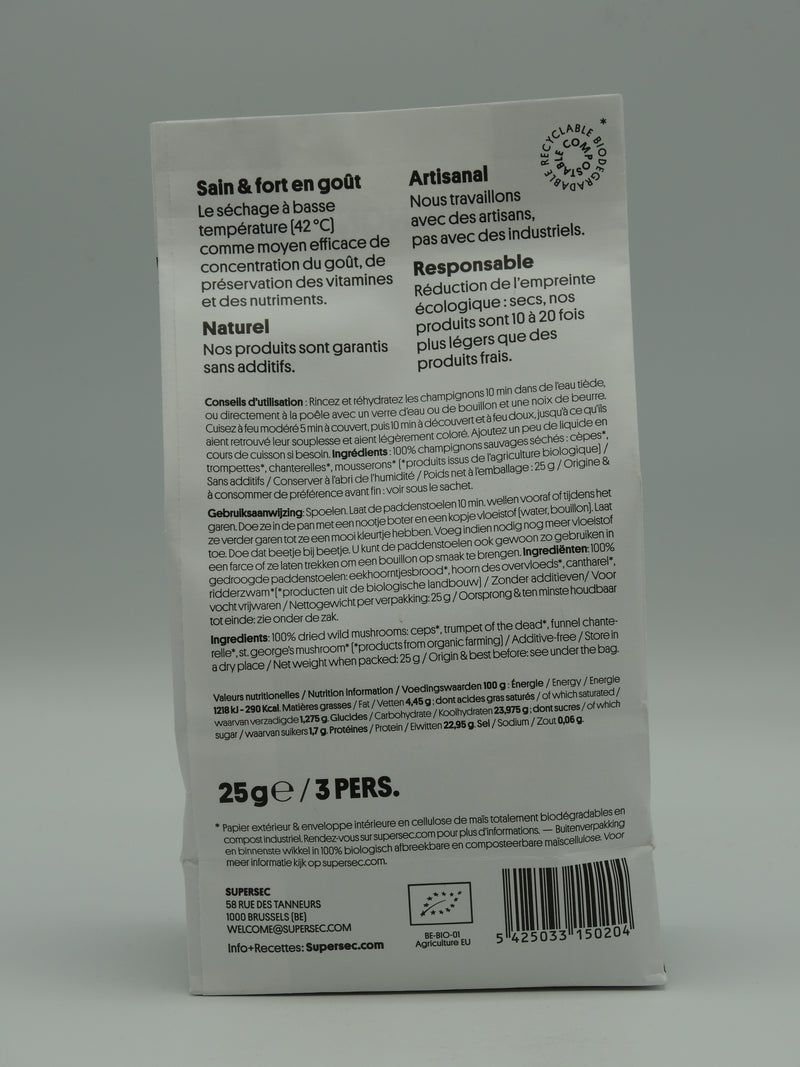 Sain & fort en goût
Le séchage à basse
température (42 °C)
comme moyen efficace de
concentration du goût, de
préservation des vitamines
et des nutriments.
Naturel
Nos produits sont garantis
sans additifs.
Artisanal
Nous travaillons
avec des artisans,
pas avec des industriels.
Responsable
Réduction de l'empreinte
écologique : secs, nos
produits sont 10 à 20 fois
plus légers que des
produits frais.
RECYCLABLE BIODEGRADABLE
COMPOSTABLE
*
Conseils d'utilisation : Rincez et réhydratez les champignons 10 min dans de l'eau tiède,
ou directement à la poêle avec un verre d'eau ou de bouillon et une noix de beurre.
Cuisez à feu modéré 5 min à couvert, puis 10 min à découvert et à feu doux, jusqu'à ce qu'ils
aient retrouvé leur souplesse et aient légèrement coloré. Ajoutez un peu de liquide en
cours de cuisson si besoin. Ingrédients : 100% champignons sauvages séchés : cèpes*,
trompettes*, chanterelles*, mousserons* (*produits issus de l'agriculture biologique) /
Sans additifs / Conserver à l'abri de l'humidité / Poids net à l'emballage : 25 g / Origine &
à consommer de préférence avant fin : voir sous le sachet.
Gebruiksaanwijzing: Spoelen. Laat de paddenstoelen 10 min. wellen vooraf of tijdens het
garen. Doe ze in de pan met een nootje boter en een kopje vloeistof (water, bouillon). Laat
ze verder garen tot ze een mooi kleurtje hebben. Voeg indien nodig nog meer vloeistof
toe. Doe dat beetje bij beetje. U kunt de paddenstoelen ook gewoon zo gebruiken in
een farce of ze laten trekken om een bouillon op smaak te brengen. Ingrediënten: 100%
gedroogde paddenstoelen: eekhoorntjesbrood*, hoorn des overvloeds*, cantharel*,
ridderzwam*(*producten uit de biologische landbouw) / Zonder additieven/ Voor
vocht vrijwaren / Nettogewicht per verpakking: 25 g / Oorsprong & ten minste houdbaar
tot einde: zie onder de zak.
Ingredients: 100% dried wild mushrooms: ceps*, trumpet of the dead*, funnel chante-
relle*, st. george's mushroom* (*products from organic farming) / Additive-free / Store in
a dry place / Net weight when packed: 25 g / Origin & best before: see under the bag.
Valeurs nutritionelles / Nutrition information / Voedingswaarden 100 g : Énergie / Energy / Energie
1218 kJ - 290 Kcal. Matières grasses / Fat / Vetten 4,45 g ; dont acides gras saturés / of which saturated /
waarvan verzadigde 1,275 g. Glucides / Carbohydrate / Koolhydraten 23,975 g ; dont sucres / of which
sugar / waarvan suikers 1,7 g. Protéines / Protein / Eiwitten 22,95 g. Sel / Sodium / Zout 0,06 g.
25 g ℮ / 3 PERS.
* Papier extérieur & enveloppe intérieure en cellulose de maïs totalement biodégradables en
compost industriel. Rendez-vous sur supersec.com pour plus d'informations. — Buitenverpakking
en binnenste wikkel in 100% biologisch afbreekbare en composteerbare maïscellulose. Voor
meer informatie kijk op supersec.com.
SUPERSEC
58 RUE DES TANNEURS
1000 BRUSSELS (BE)
WELCOME@SUPERSEC.COM
Info+Recettes: Supersec.com
BE-BIO-01
Agriculture EU
5 425033 150204